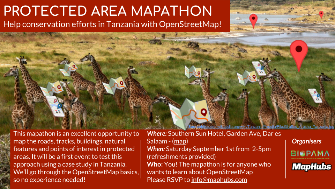 PROTECTED AREA MAPATHON
Help conservation efforts in Tanzania with OpenStreetMap!
This mapathon is an excellent opportunity to
map the roads, tracks, buildings, natural
features and points of interest in protected
areas. It will be a first event to test this
approach using a case study in Tanzania
We'll go through the OpenStreetMap basics,
so no experience needed!
Where: Southern Sun Hotel, Garden Ave, Dar es
Salaam - (map)
When: Saturday September 1st from 2-5pm
(refreshments provided)
Who: You! The mapathon is for anyone who
wants to learn about OpenStreetMap
Please RSVP to info@maphubs.com
Organisers
BIOPAMA
MapHubs